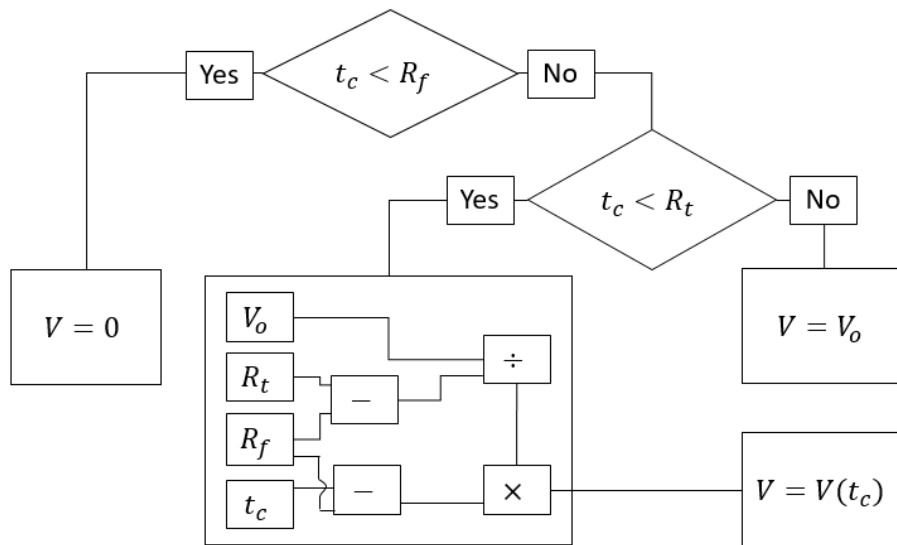 Yes
t_c < R_f
No
Yes
t_c < R_t
No
V = 0
V_o
÷
V = V_o
R_t
−
R_f
t_c
−
×
V = V(t_c)